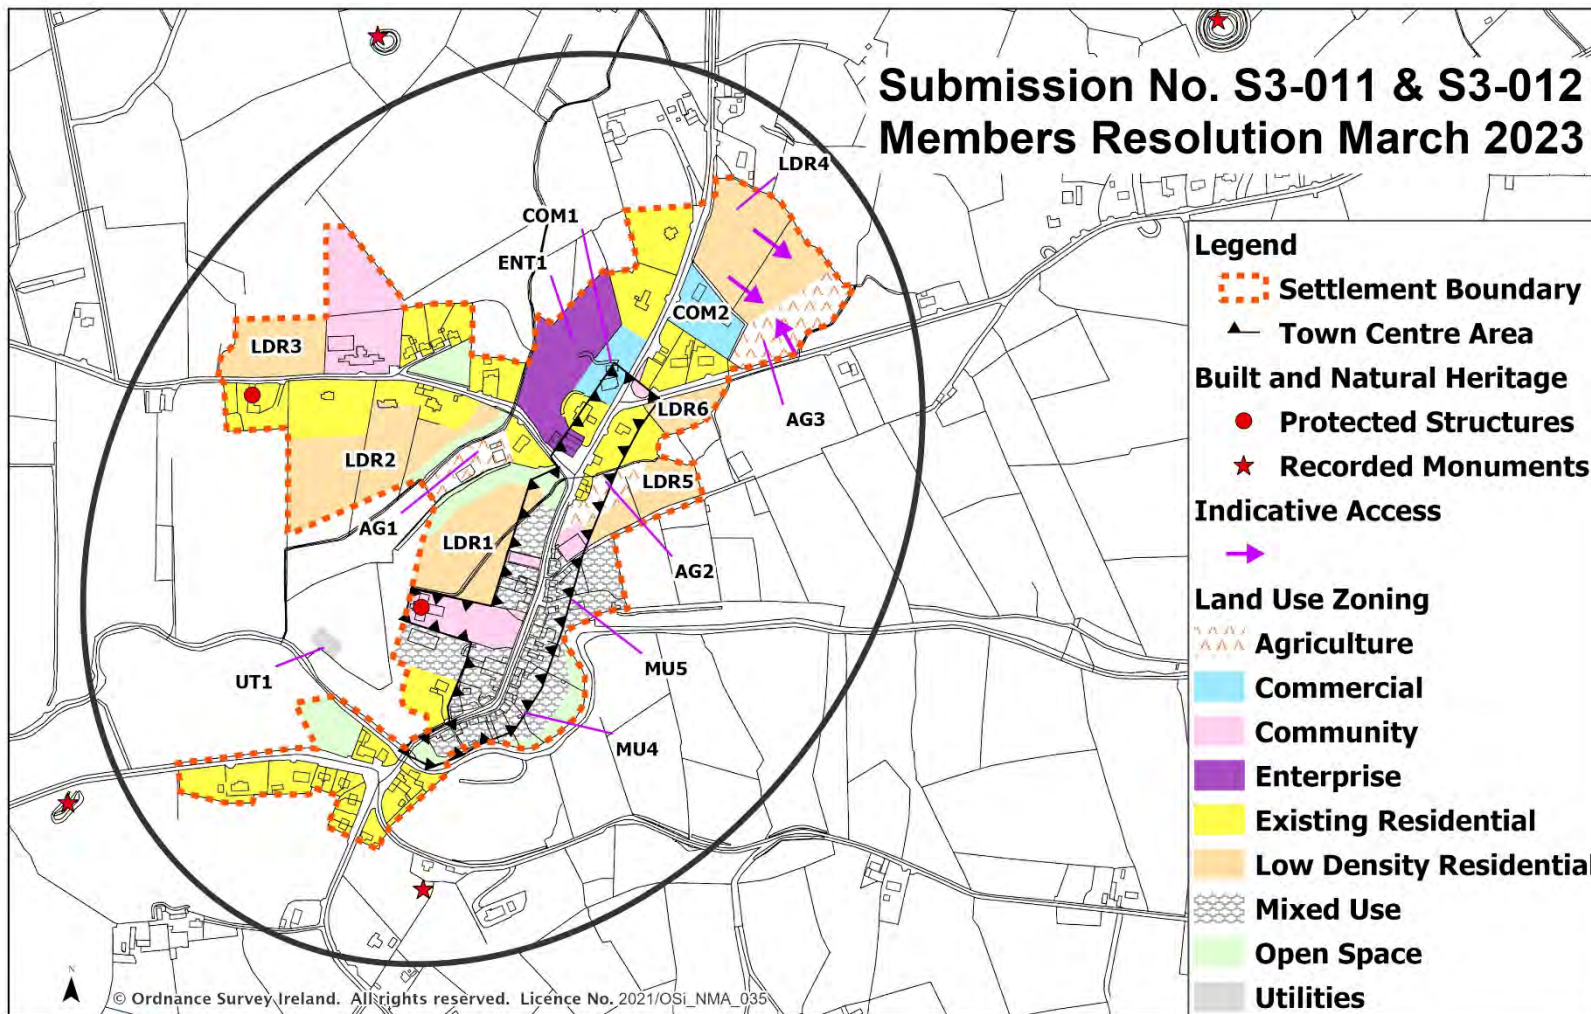 Submission No. S3-011 & S3-012
Members Resolution March 2023
LDR4
COM1
ENT1
COM2
LDR3
LDR6
AG3
LDR2
LDR5
AG1
LDR1
AG2
MU5
UT1
MU4
Legend
Settlement Boundary
Town Centre Area
Built and Natural Heritage
Protected Structures
Recorded Monuments
Indicative Access
Land Use Zoning
Agriculture
Commercial
Community
Enterprise
Existing Residential
Low Density Residential
Mixed Use
Open Space
Utilities
N
© Ordnance Survey Ireland. All rights reserved. Licence No. 2021/OSi_NMA_035